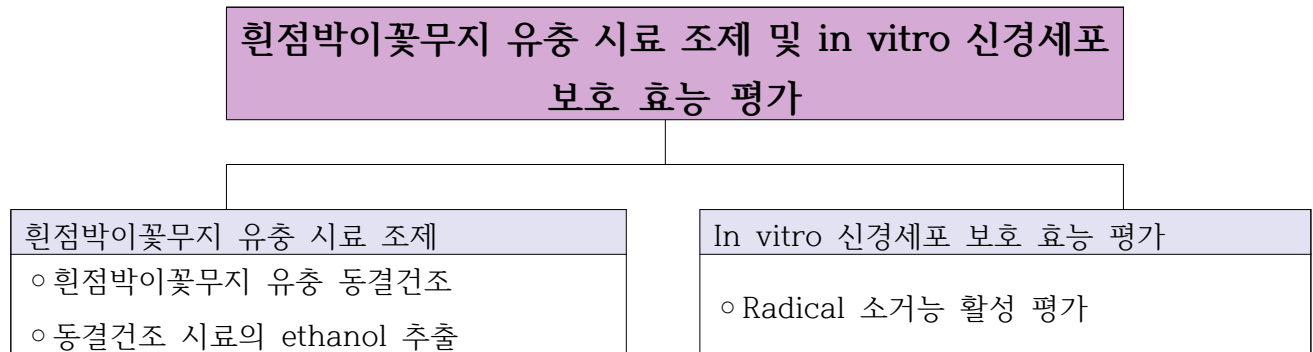 흰점박이꽃무지 유충 시료 조제 및 in vitro 신경세포
보호 효능 평가
흰점박이꽃무지 유충 시료 조제
○흰점박이꽃무지 유충 동결건조
○동결건조 시료의 ethanol 추출
In vitro 신경세포 보호 효능 평가
○Radical 소거능 활성 평가